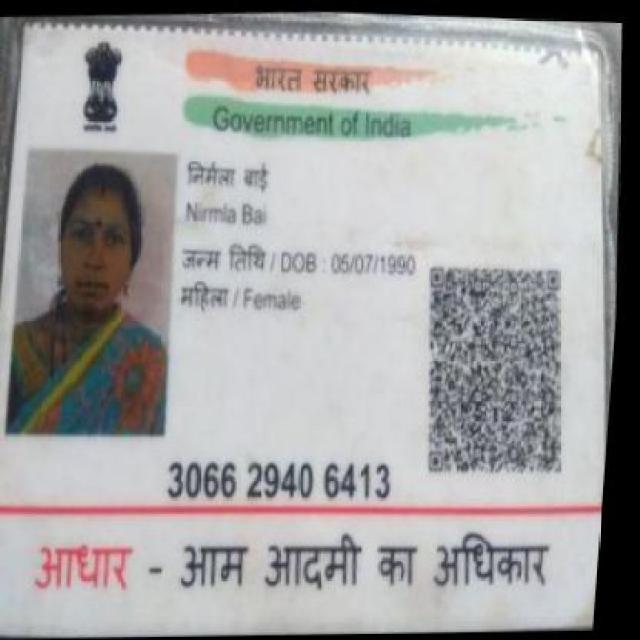 भारत सरकार
Government of India
निर्मला बाई
Nirmla Bai
जन्म तिथि / DOB : 05/07/1990
महिला / Female
3066 2940 6413
आधार - आम आदमी का अधिकार